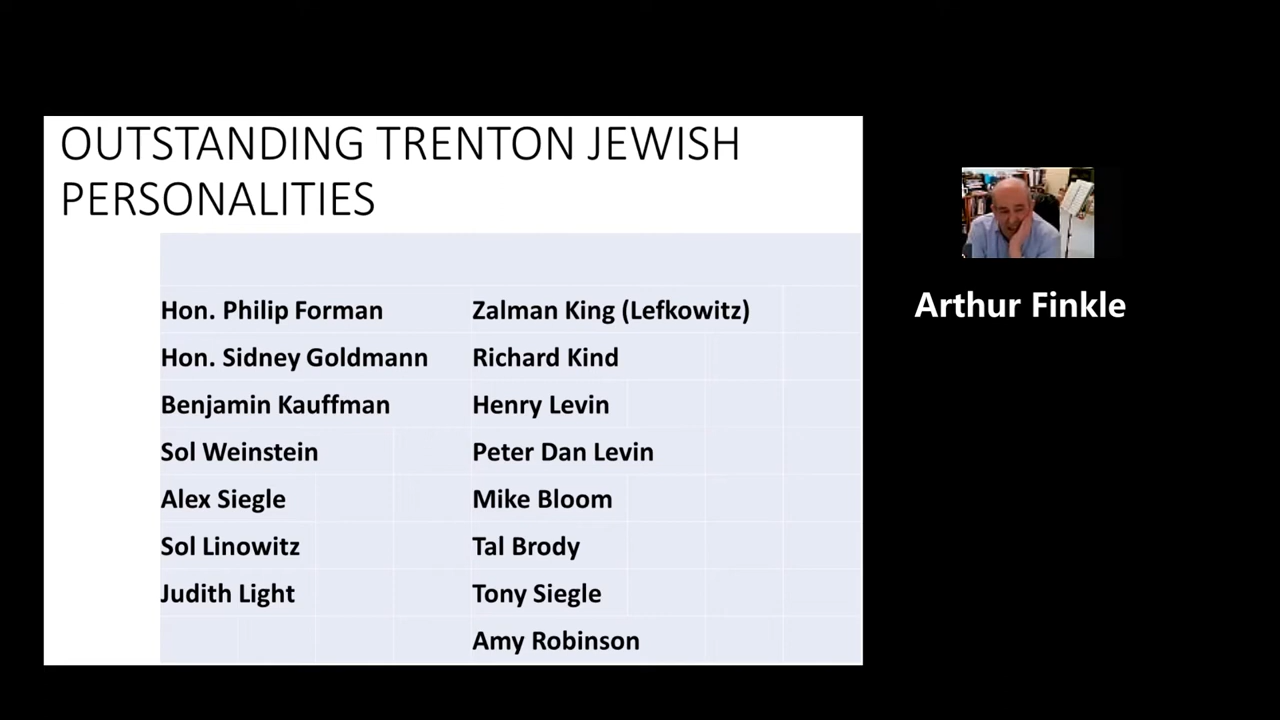 OUTSTANDING TRENTON JEWISH
PERSONALITIES
Hon. Philip Forman
Zalman King (Lefkowitz)
Hon. Sidney Goldmann
Richard Kind
Benjamin Kauffman
Henry Levin
Sol Weinstein
Peter Dan Levin
Alex Siegle
Mike Bloom
Sol Linowitz
Tal Brody
Judith Light
Tony Siegle
Amy Robinson
Arthur Finkle